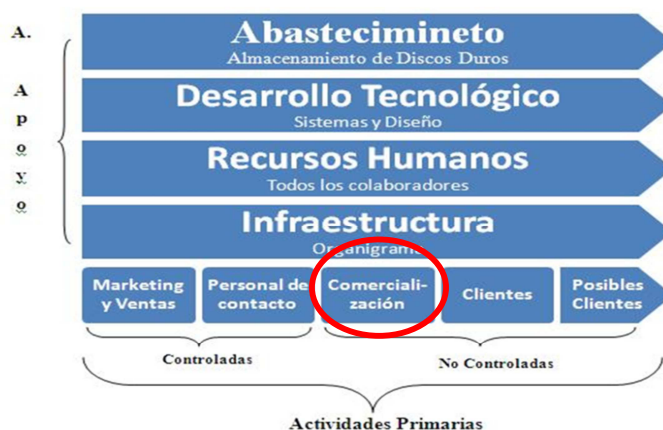 A.
A
p
o
y
o
Abastecimineto
Almacenamiento de Discos Duros
Desarrollo Tecnológico
Sistemas y Diseño
Recursos Humanos
Todos los colaboradores
Infraestructura
Organigrama
Marketing
y Ventas
Personal de
contacto
Comerciali-
zación
Clientes
Posibles
Clientes
Controladas
No Controladas
Actividades Primarias